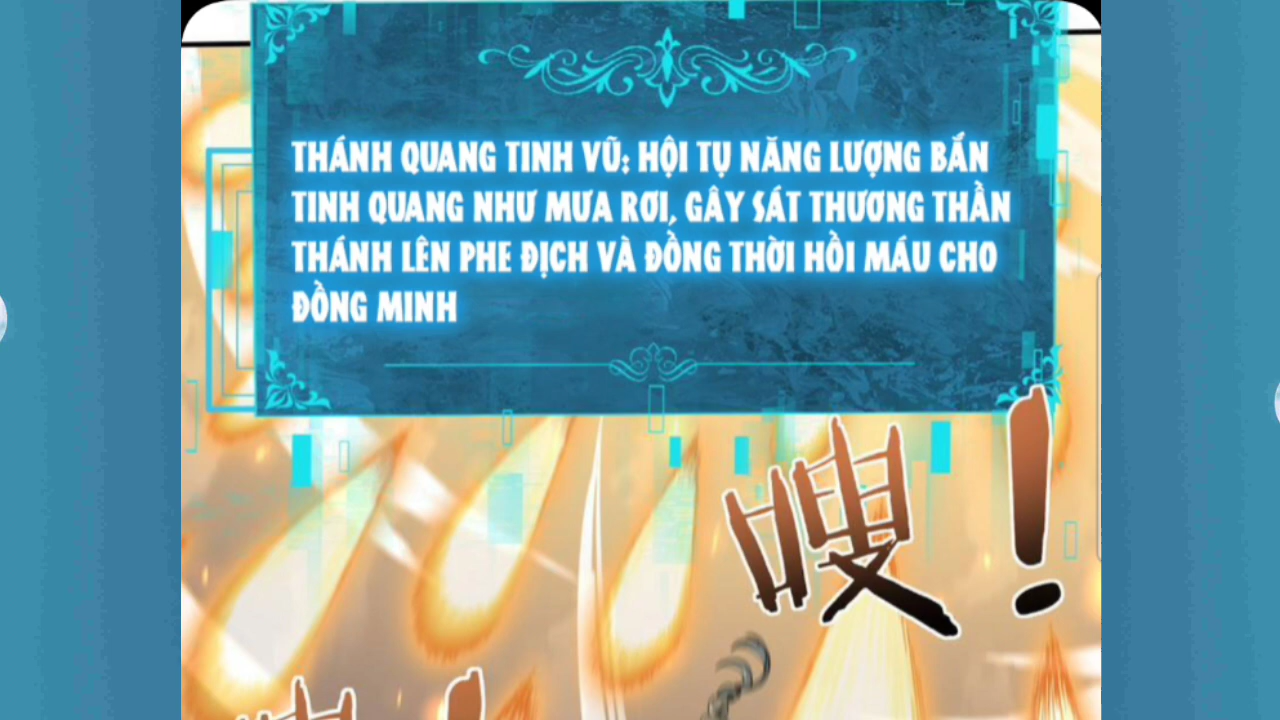 THÁNH QUANG TINH VŨ: HỘI TỤ NĂNG LƯỢNG BẮN
TINH QUANG NHƯ MƯA RƠI, GÂY SÁT THƯƠNG THẦN
THÁNH LÊN PHE ĐỊCH VÀ ĐỒNG THỜI HỒI MÁU CHO
ĐỒNG MINH
嗖!